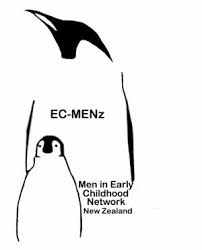 EC-MENz
Men in Early
Childhood
Network
New Zealand